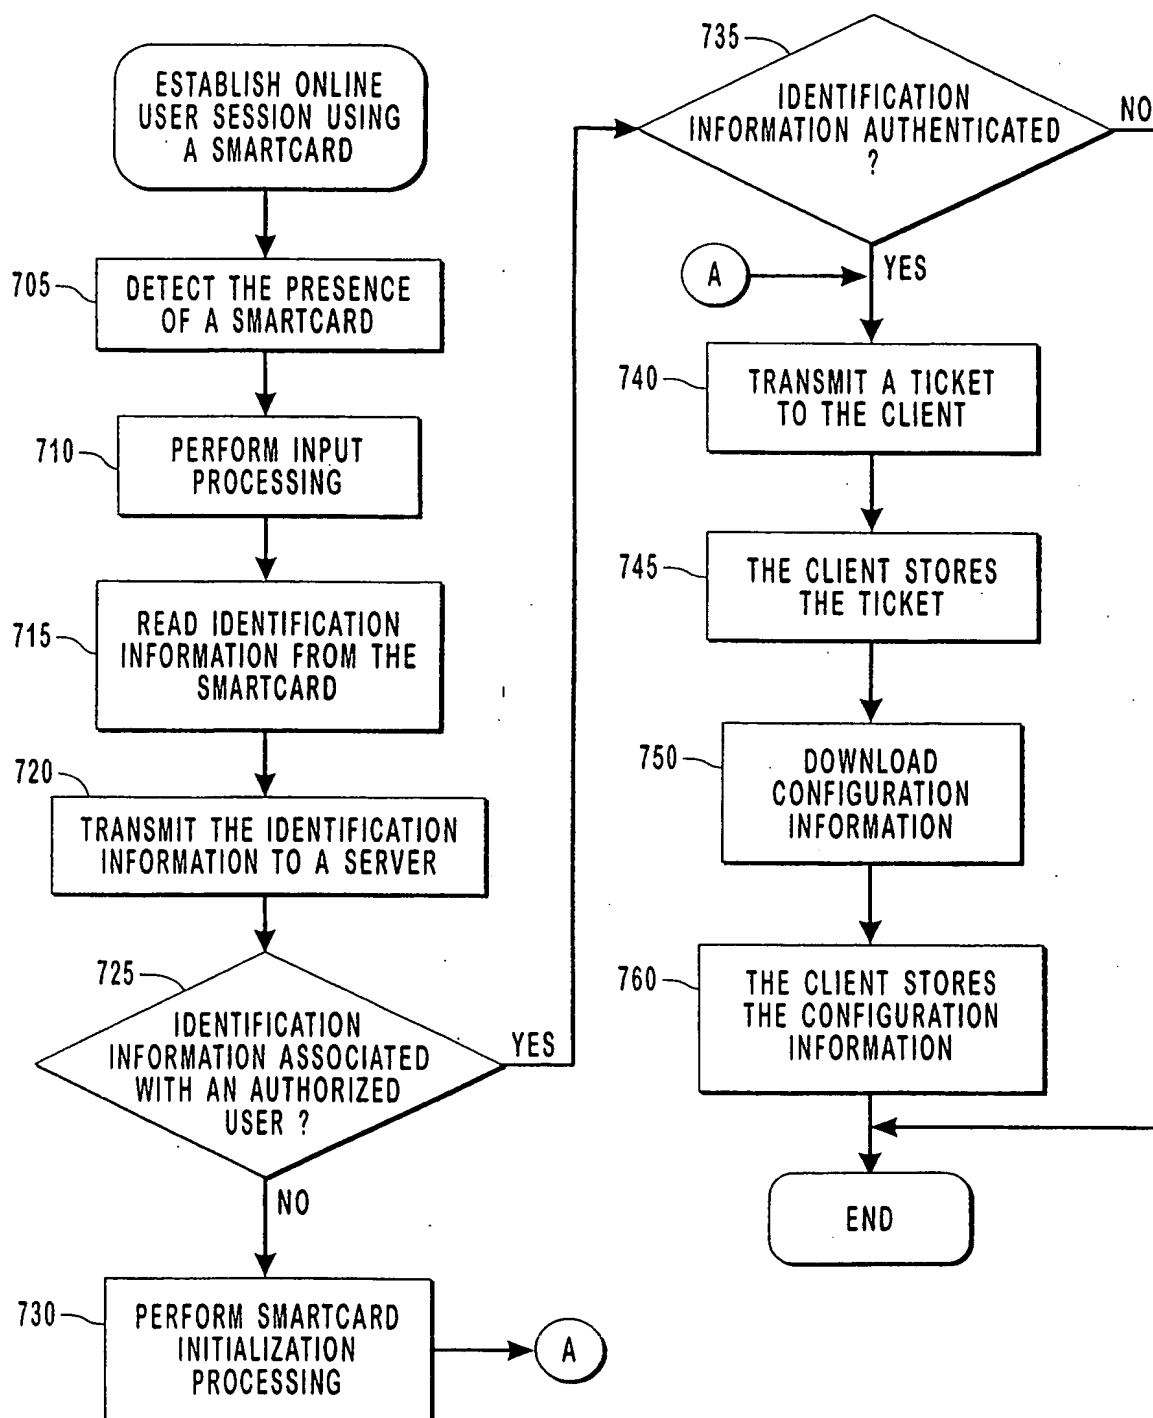 ESTABLISH ONLINE
USER SESSION USING
A SMARTCARD
705
DETECT THE PRESENCE
OF A SMARTCARD
710
PERFORM INPUT
PROCESSING
715
READ IDENTIFICATION
INFORMATION FROM THE
SMARTCARD
720
TRANSMIT THE IDENTIFICATION
INFORMATION TO A SERVER
725
IDENTIFICATION
INFORMATION ASSOCIATED
WITH AN AUTHORIZED
USER ?
YES
NO
730
PERFORM SMARTCARD
INITIALIZATION
PROCESSING
A
735
IDENTIFICATION
INFORMATION AUTHENTICATED
?
NO
YES
A
740
TRANSMIT A TICKET
TO THE CLIENT
745
THE CLIENT STORES
THE TICKET
750
DOWNLOAD
CONFIGURATION
INFORMATION
760
THE CLIENT STORES
THE CONFIGURATION
INFORMATION
END